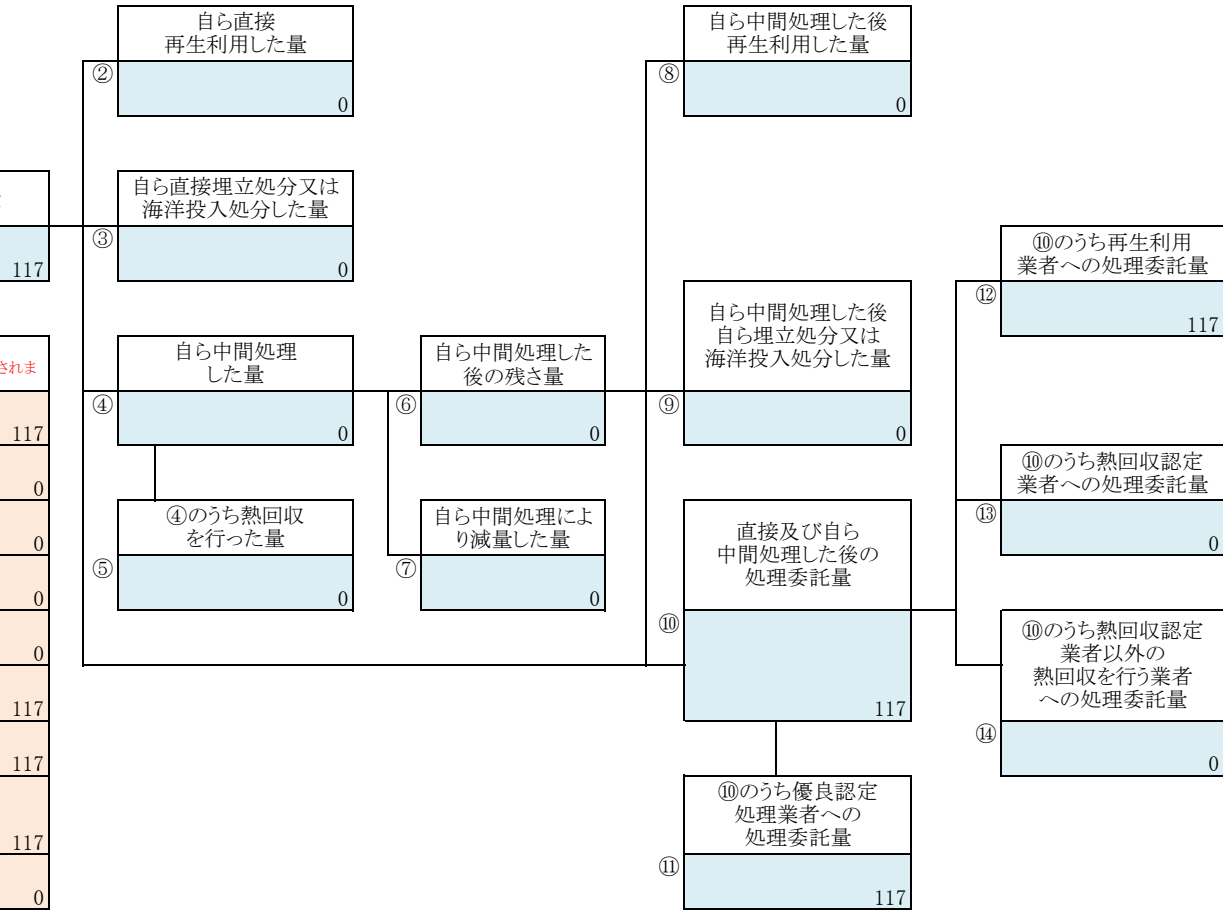 自ら直接
再生利用した量
②
0
自ら中間処理した後
再生利用した量
⑧
0
117
自ら直接埋立処分又は
海洋投入処分した量
③
0
⑩のうち再生利用
業者への処理委託量
⑫
117
自ら中間処理した後
自ら埋立処分又は
海洋投入処分した量
⑨
0
されま
自ら中間処理
した量
④
0
自ら中間処理した
後の残さ量
⑥
0
117
0
0
0
0
117
117
117
0
④のうち熱回収
を行った量
⑤
0
自ら中間処理によ
り減量した量
⑦
0
直接及び自ら
中間処理した後の
処理委託量
⑩
117
⑩のうち熱回収認定
業者への処理委託量
⑬
0
⑩のうち熱回収認定
業者以外の
熱回収を行う業者
への処理委託量
⑭
0
⑩のうち優良認定
処理業者への
処理委託量
⑪
117